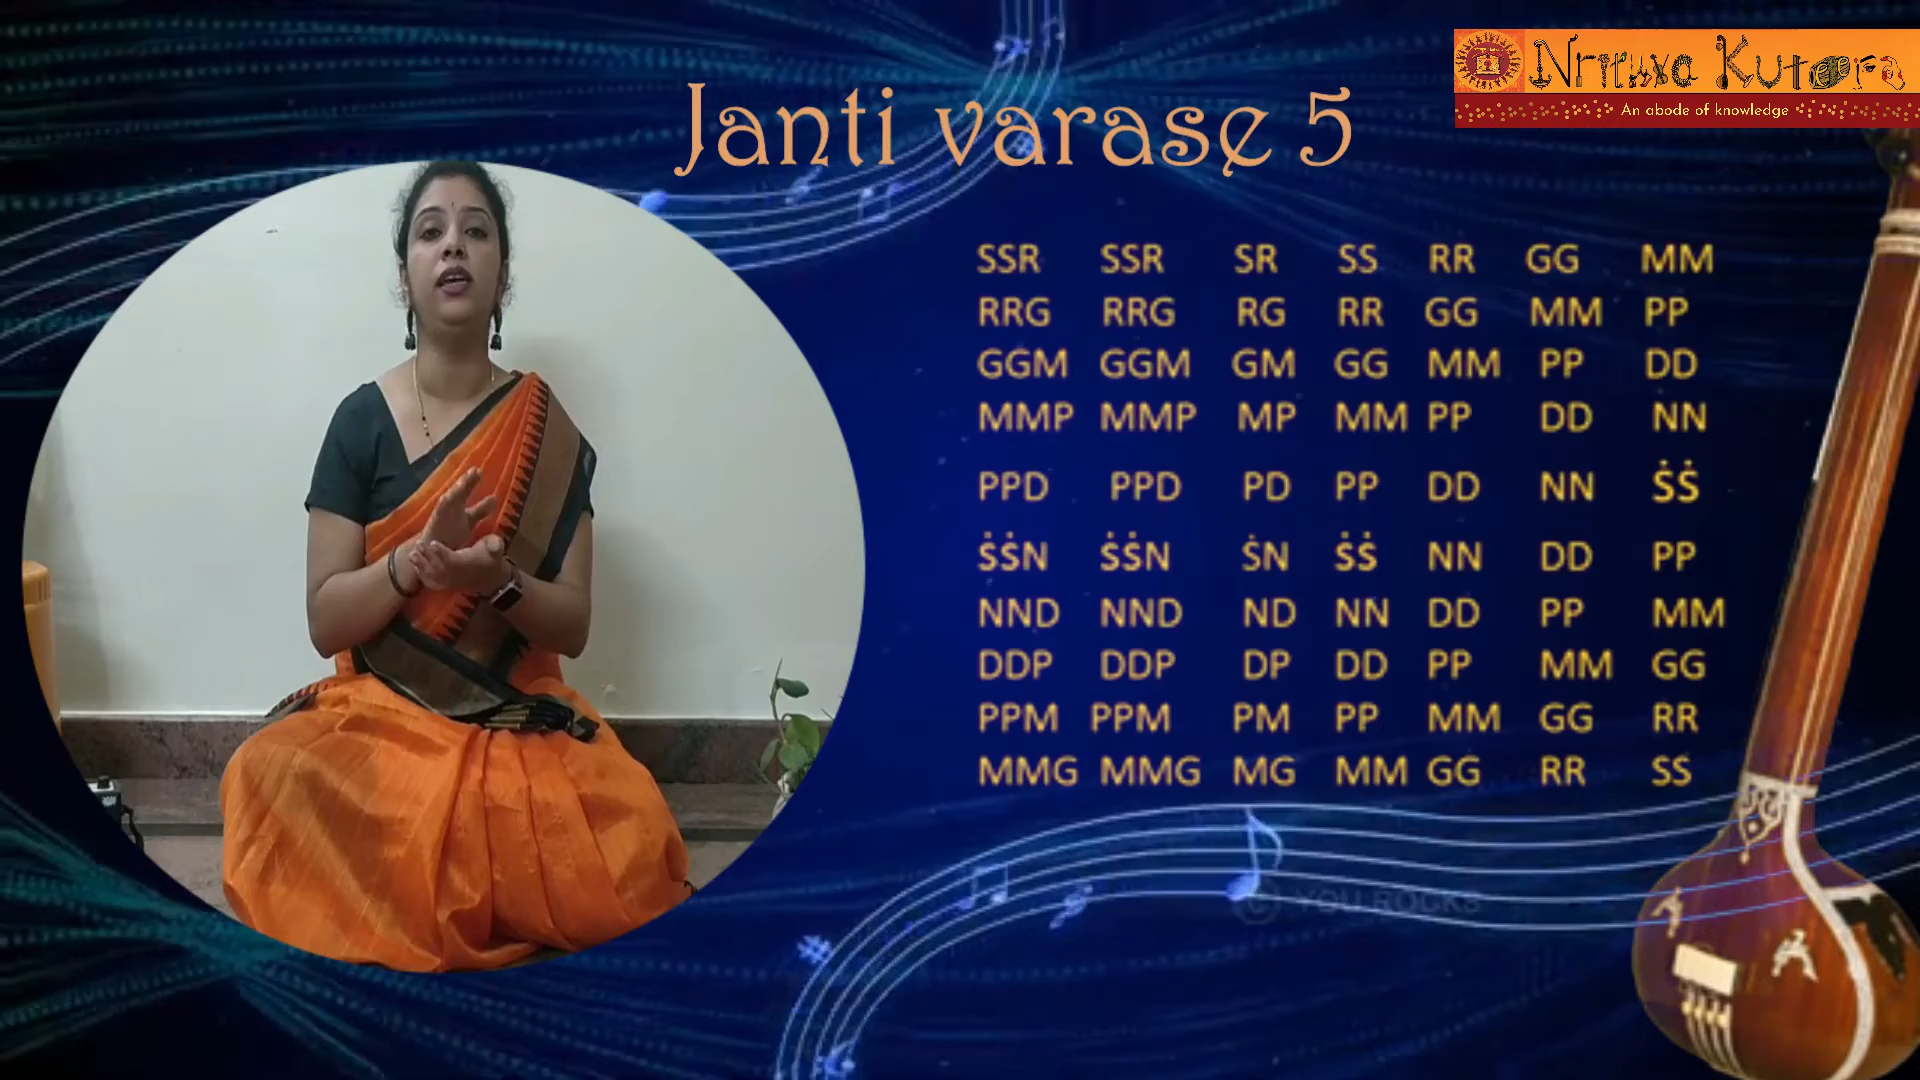 Nrithya Kuteera
An abode of knowledge
Janti varase 5
SSR SSR SR SS RR GG MM
RRG RRG RG RR GG MM PP
GGM GGM GM GG MM PP DD
MMP MMP MP MM PP DD NN
PPD PPD PD PP DD NN ṠṠ
ṠṠN ṠṠN ṠN ṠṠ NN DD PP
NND NND ND NN DD PP MM
DDP DDP DP DD PP MM GG
PPM PPM PM PP MM GG RR
MMG MMG MG MM GG RR SS
YOU ROCKS